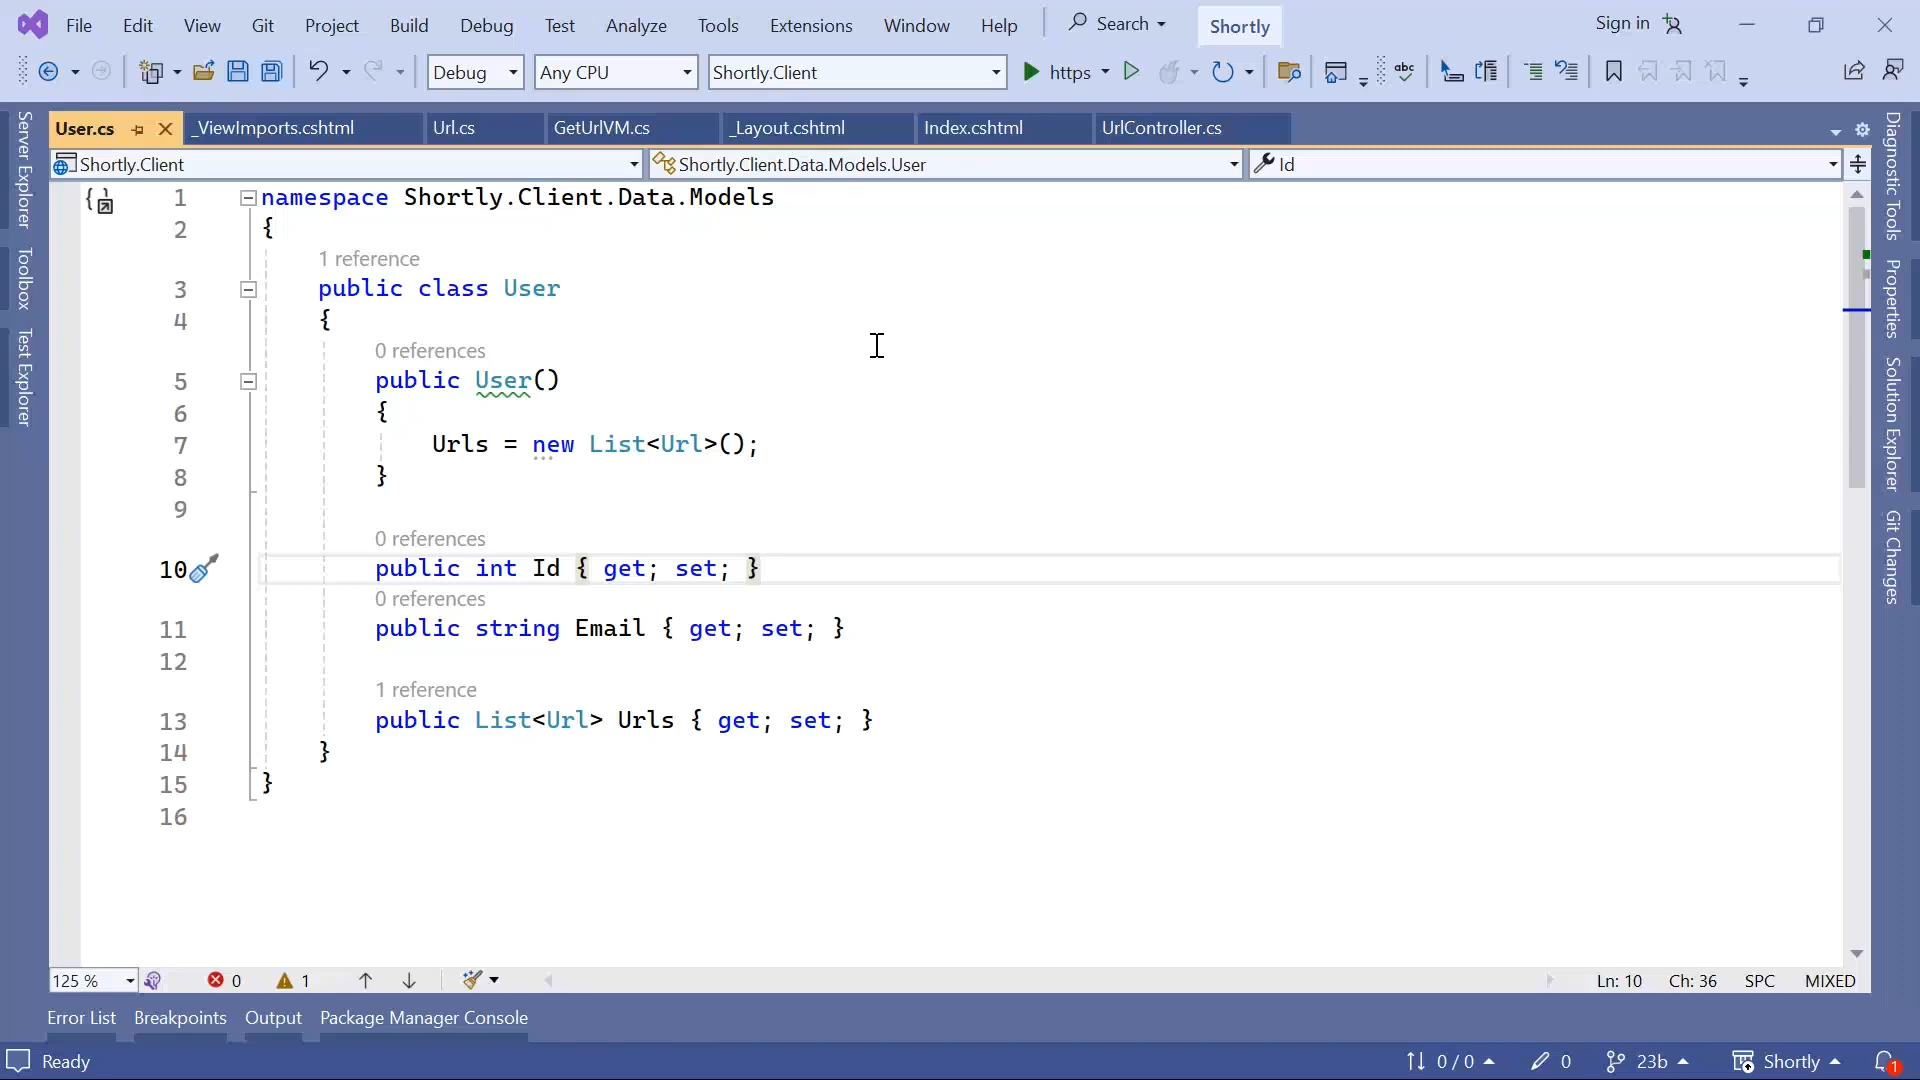 File Edit View Git Project Build Debug Test Analyze Tools Extensions Window Help Search Shortly Sign in
Debug Any CPU Shortly.Client https abc
User.cs _ViewImports.cshtml Url.cs GetUrlVM.cs _Layout.cshtml Index.cshtml UrlController.cs
Shortly.Client Shortly.Client.Data.Models.User Id
Server Explorer
Toolbox
Test Explorer
1 namespace Shortly.Client.Data.Models
2 {
1 reference
3 public class User
4 {
0 references
5 public User()
6 {
7 Urls = new List<Url>();
8 }
9
0 references
10 public int Id { get; set; }
0 references
11 public string Email { get; set; }
12
1 reference
13 public List<Url> Urls { get; set; }
14 }
15 }
16
Diagnostic Tools
Properties
Solution Explorer
Git Changes
125 % 0 1 Ln: 10 Ch: 36 SPC MIXED
Error List Breakpoints Output Package Manager Console
Ready 0 / 0 0 23b Shortly 1